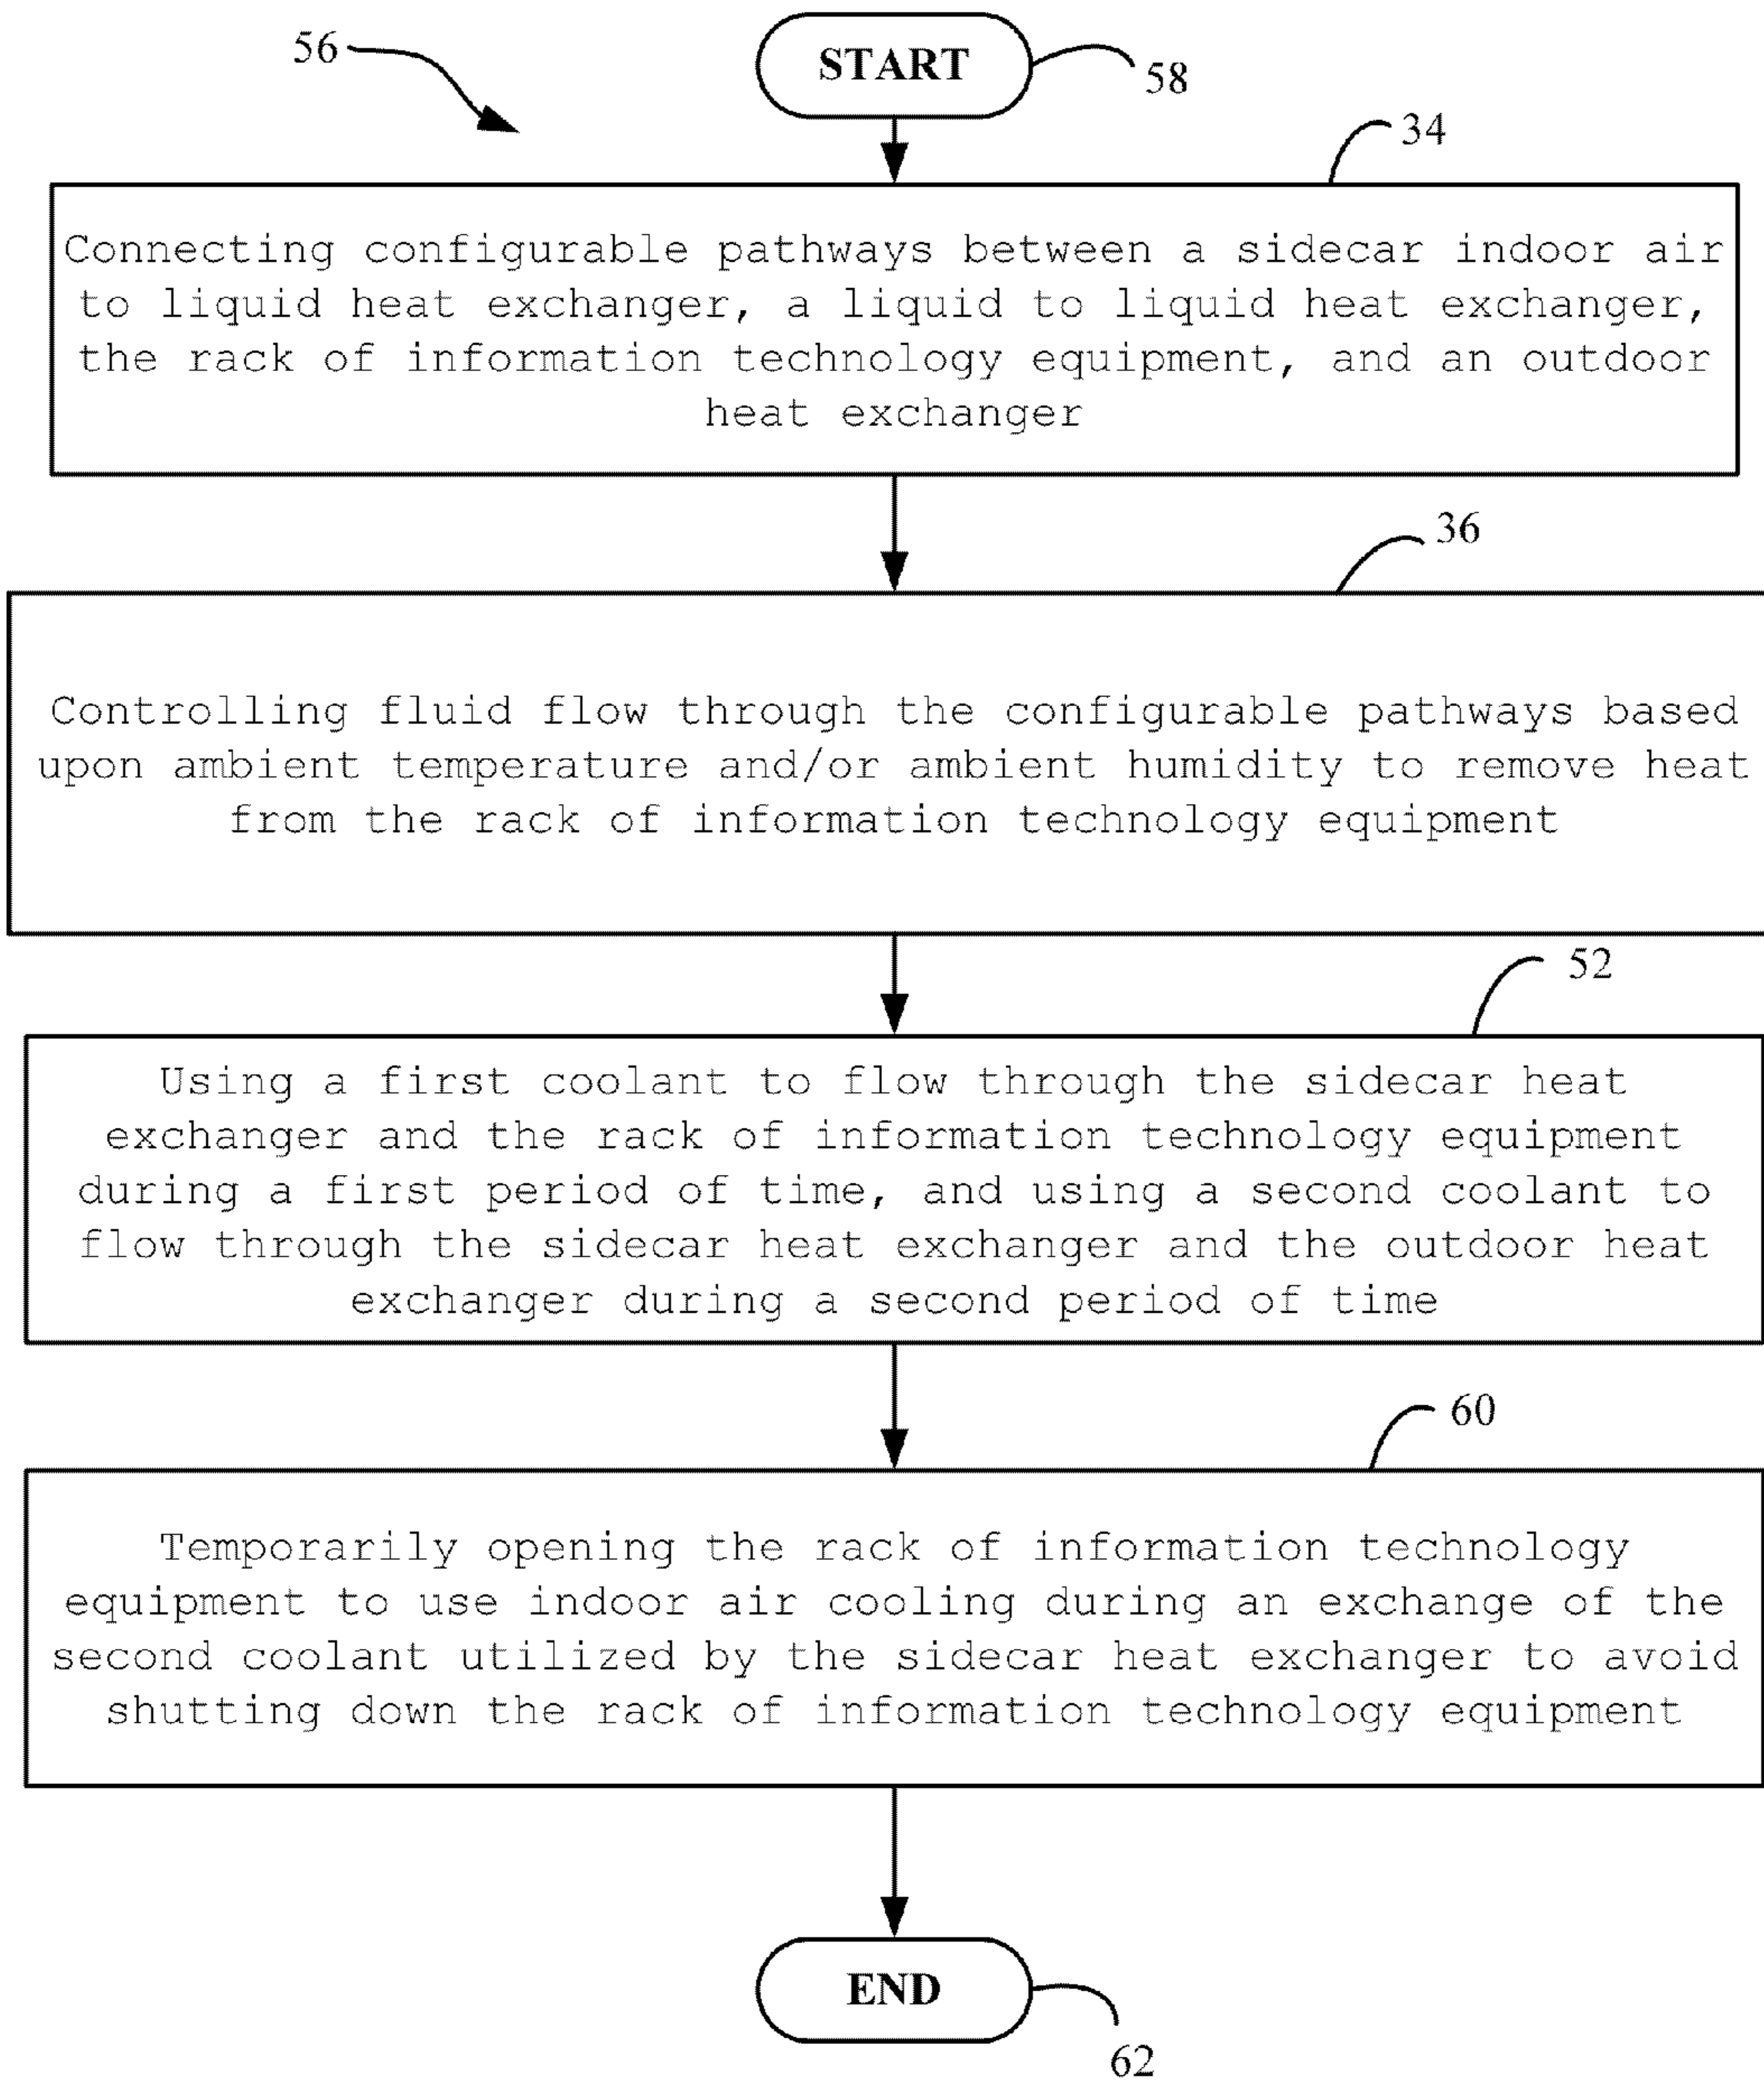 56
START
58
34
Connecting configurable pathways between a sidecar indoor air
to liquid heat exchanger, a liquid to liquid heat exchanger,
the rack of information technology equipment, and an outdoor
heat exchanger
36
Controlling fluid flow through the configurable pathways based
upon ambient temperature and/or ambient humidity to remove heat
from the rack of information technology equipment
52
Using a first coolant to flow through the sidecar heat
exchanger and the rack of information technology equipment
during a first period of time, and using a second coolant to
flow through the sidecar heat exchanger and the outdoor heat
exchanger during a second period of time
60
Temporarily opening the rack of information technology
equipment to use indoor air cooling during an exchange of the
second coolant utilized by the sidecar heat exchanger to avoid
shutting down the rack of information technology equipment
END
62